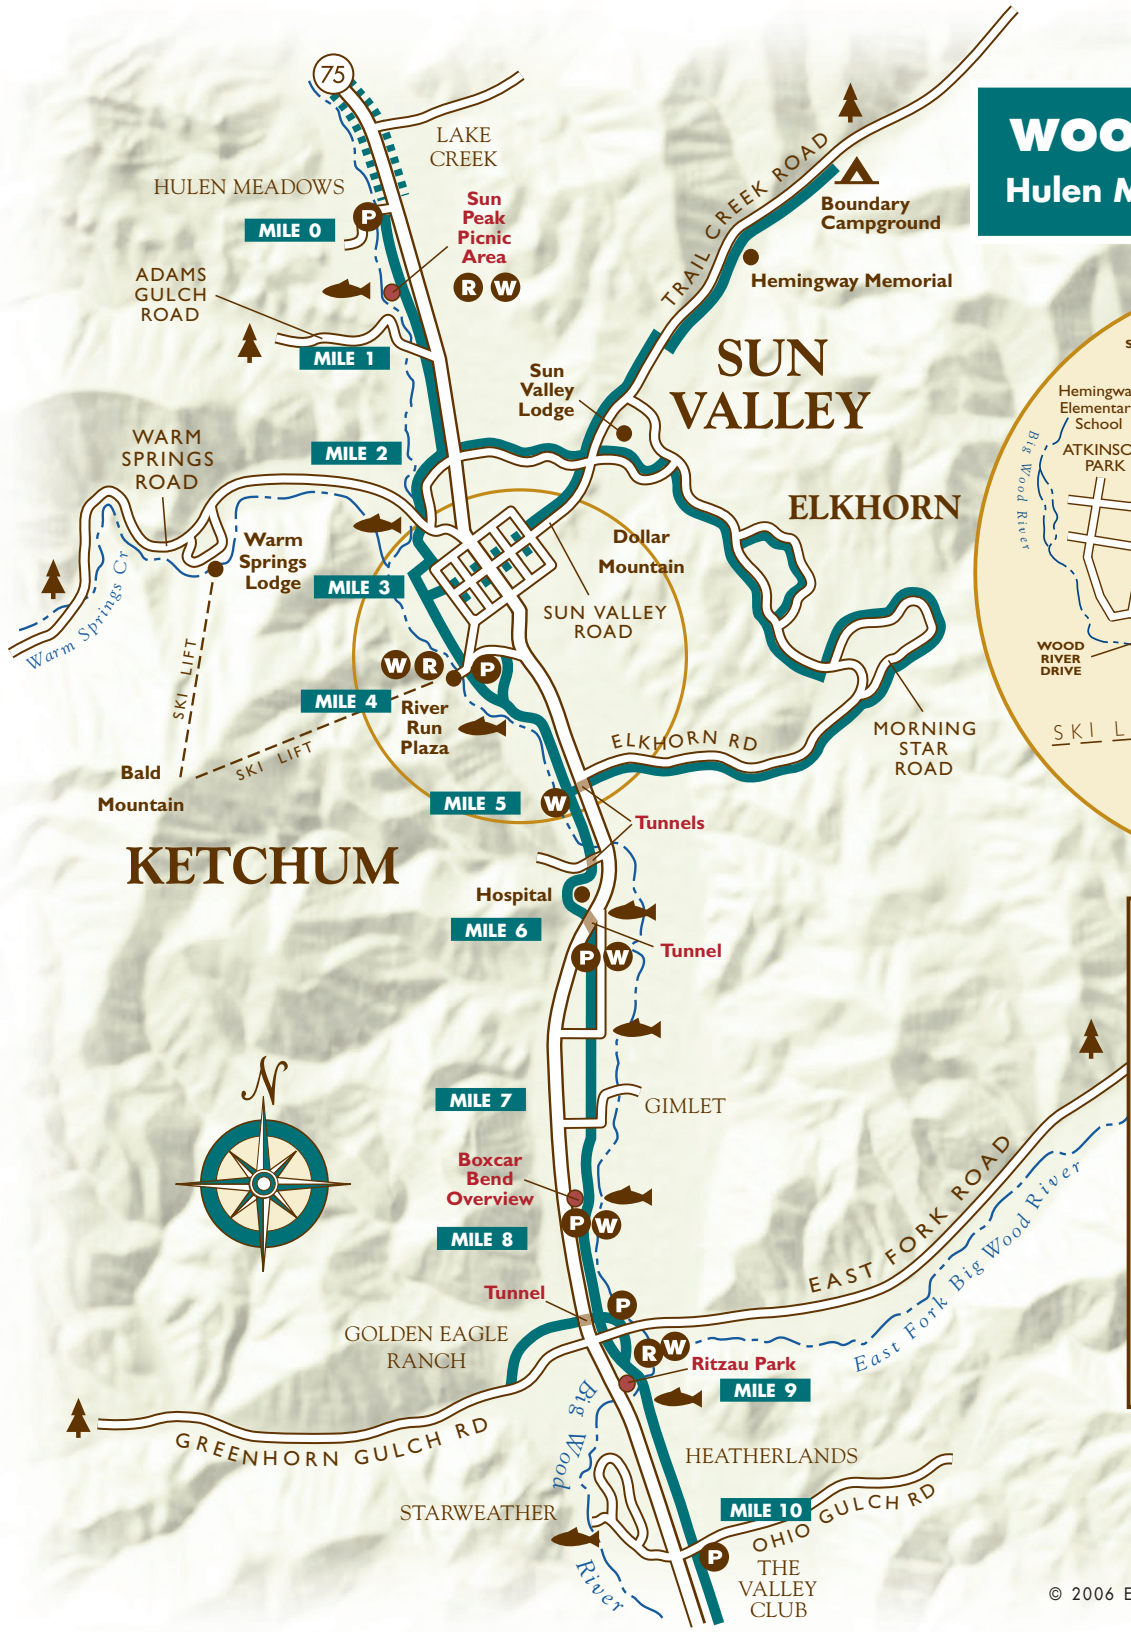 75
LAKE
CREEK
HULEN MEADOWS
P
MILE 0
Sun
Peak
Picnic
Area
R W
ADAMS
GULCH
ROAD
MILE 1
TRAIL CREEK ROAD
Boundary
Campground
Hemingway Memorial
WOO
Hulen M
SUN
VALLEY
Sun
Valley
Lodge
WARM
SPRINGS
ROAD
MILE 2
ELKHORN
Warm
Springs
Lodge
Dollar
Mountain
MILE 3
SUN VALLEY
ROAD
Warm Springs Cr
SKI LIFT
W R P
MILE 4
River
Run
Plaza
SKI LIFT
Bald
Mountain
ELKHORN RD
MORNING
STAR
ROAD
MILE 5
W
Tunnels
KETCHUM
Hospital
MILE 6
Tunnel
P W
N
MILE 7
GIMLET
Boxcar
Bend
Overview
P W
MILE 8
EAST FORK ROAD
East Fork Big Wood River
Tunnel
P
GOLDEN EAGLE
RANCH
R W
Ritzau Park
MILE 9
GREENHORN GULCH RD
Big Wood
River
HEATHERLANDS
STARWEATHER
MILE 10
OHIO GULCH RD
P
THE
VALLEY
CLUB
S
Hemingwa
Elementar
School
ATKINSO
PARK
Big Wood River
WOOD
RIVER
DRIVE
SKI L
© 2006 E